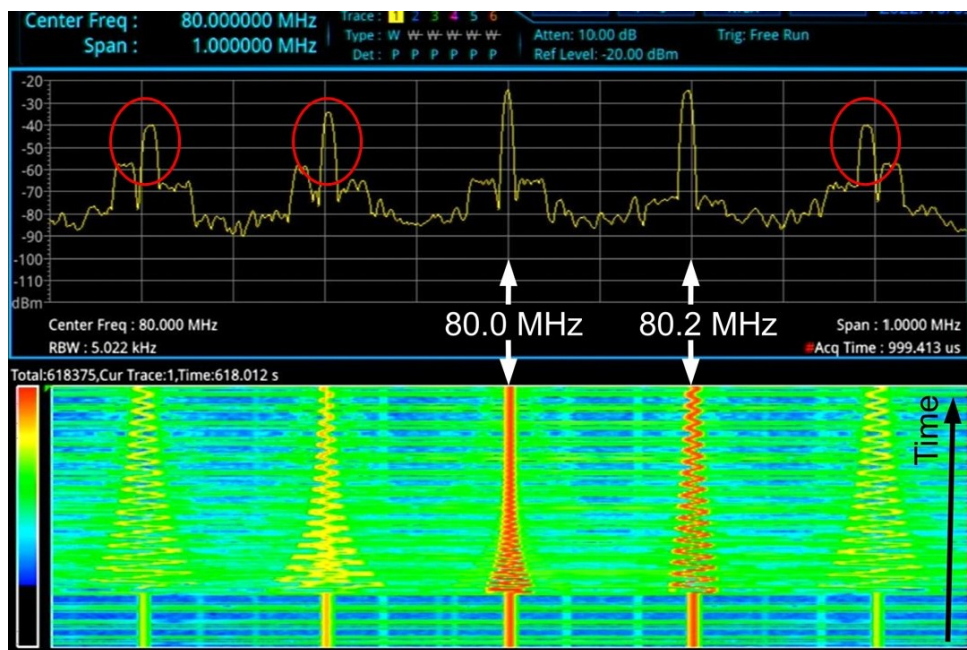 Center Freq : 80.000000 MHz
Span : 1.000000 MHz
Trace : 1 2 3 4 5 6
Type : W W W W W W
Det : P P P P P P
Atten: 10.00 dB
Ref Level: -20.00 dBm
Trig: Free Run
-20
-30
-40
-50
-60
-70
-80
-90
-100
-110
dBm
Center Freq : 80.000 MHz
RBW : 5.022 kHz
80.0 MHz
80.2 MHz
Span : 1.0000 MHz
#Acq Time : 999.413 us
Total:618375,Cur Trace:1,Time:618.012 s
Time